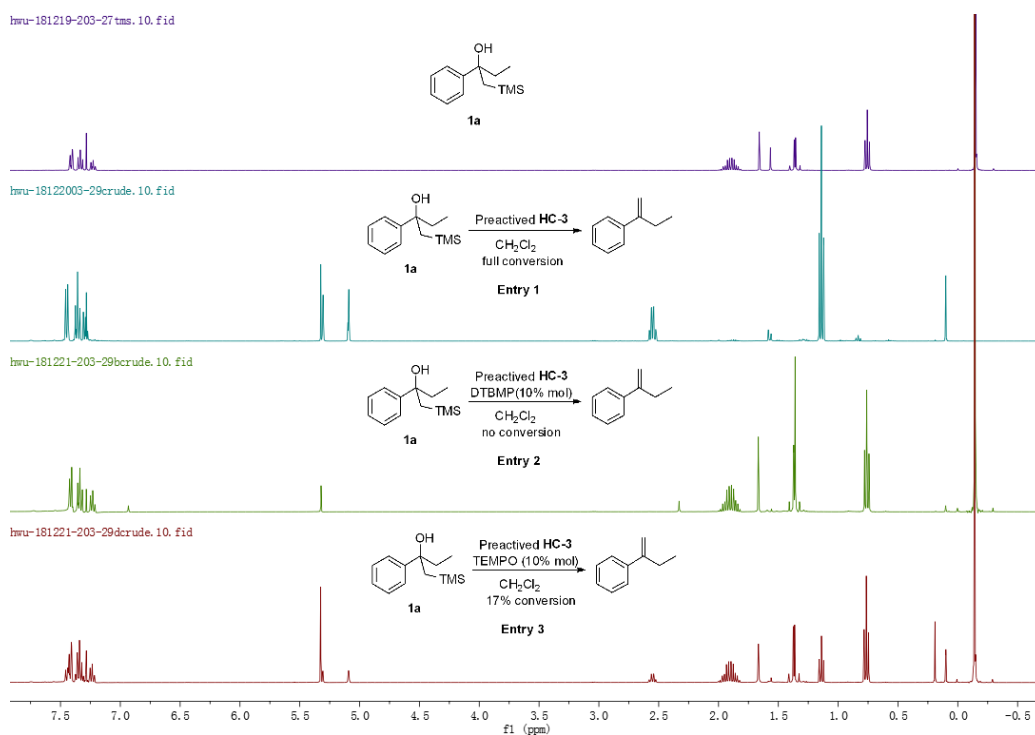 hwu-181219-203-27tms.10.fid
OH
TMS
1a
hwu-18122003-29crude.10.fid
OH
TMS
1a
Preactived HC-3
CH2Cl2
full conversion
Entry 1
hwu-181221-203-29bcrude.10.fid
OH
TMS
1a
Preactived HC-3
DTBMP(10% mol)
CH2Cl2
no conversion
Entry 2
hwu-181221-203-29dcrude.10.fid
OH
TMS
1a
Preactived HC-3
TEMPO (10% mol)
CH2Cl2
17% conversion
Entry 3
7.5 7.0 6.5 6.0 5.5 5.0 4.5 4.0 3.5 3.0 2.5 2.0 1.5 1.0 0.5 0.0 -0.5
f1 (ppm)